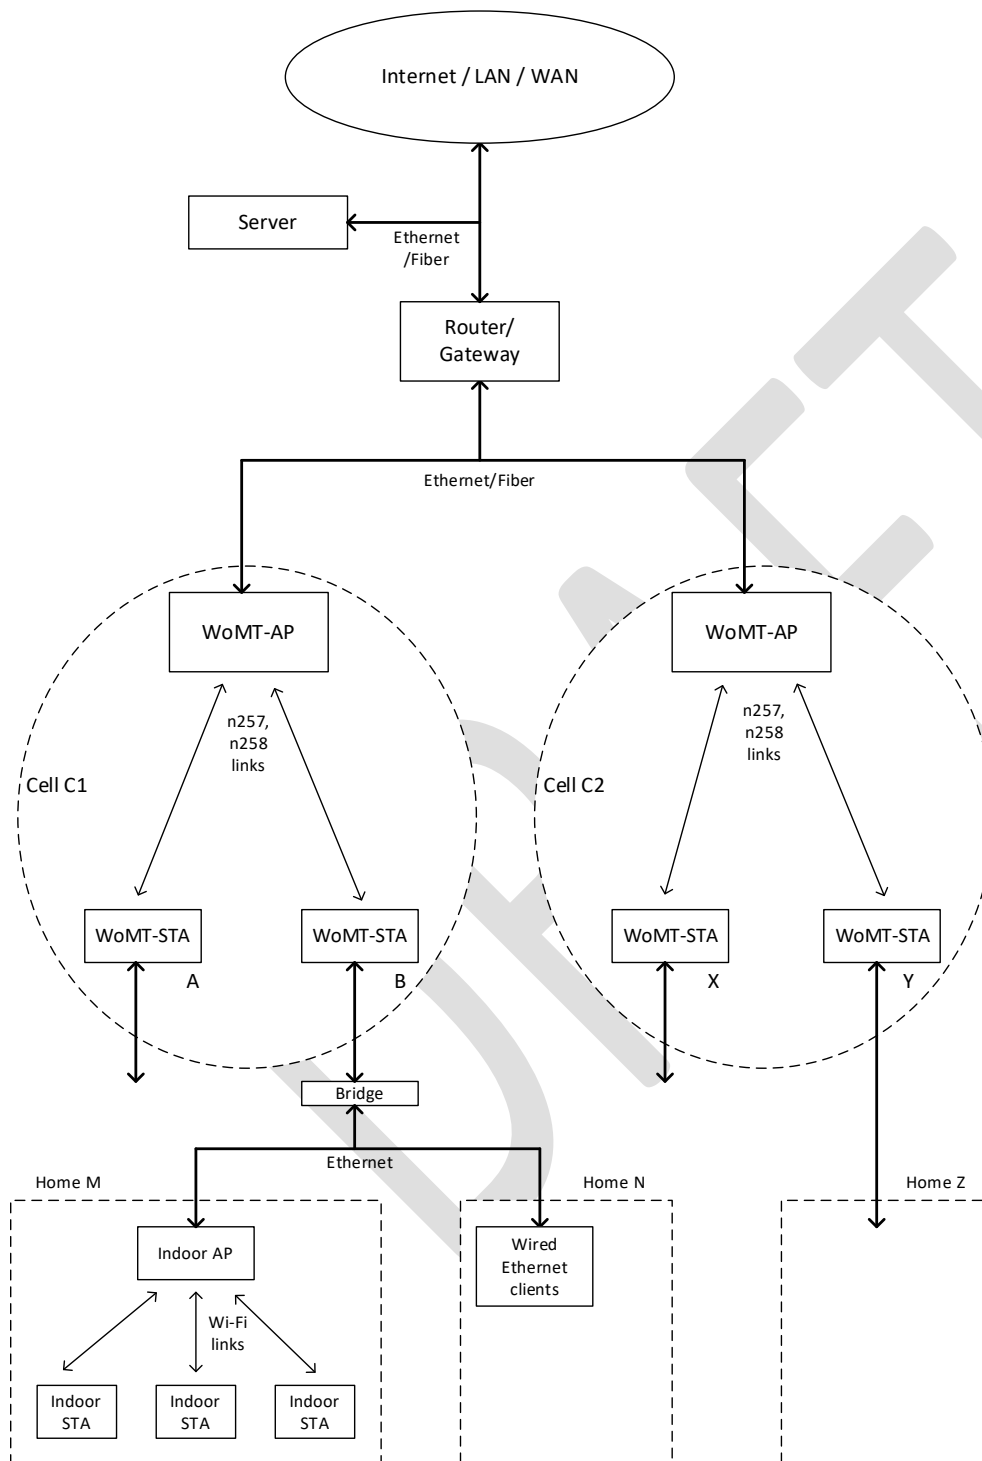 Internet / LAN / WAN
Server
Ethernet
/Fiber
Router/
Gateway
Ethernet/Fiber
WoMT-AP
WoMT-AP
n257,
n258
links
n257,
n258
links
Cell C1
Cell C2
WoMT-STA
WoMT-STA
WoMT-STA
WoMT-STA
A
B
X
Y
Bridge
Ethernet
Home M
Home N
Home Z
Indoor AP
Wired
Ethernet
clients
Wi-Fi
links
Indoor
STA
Indoor
STA
Indoor
STA
DRAFT